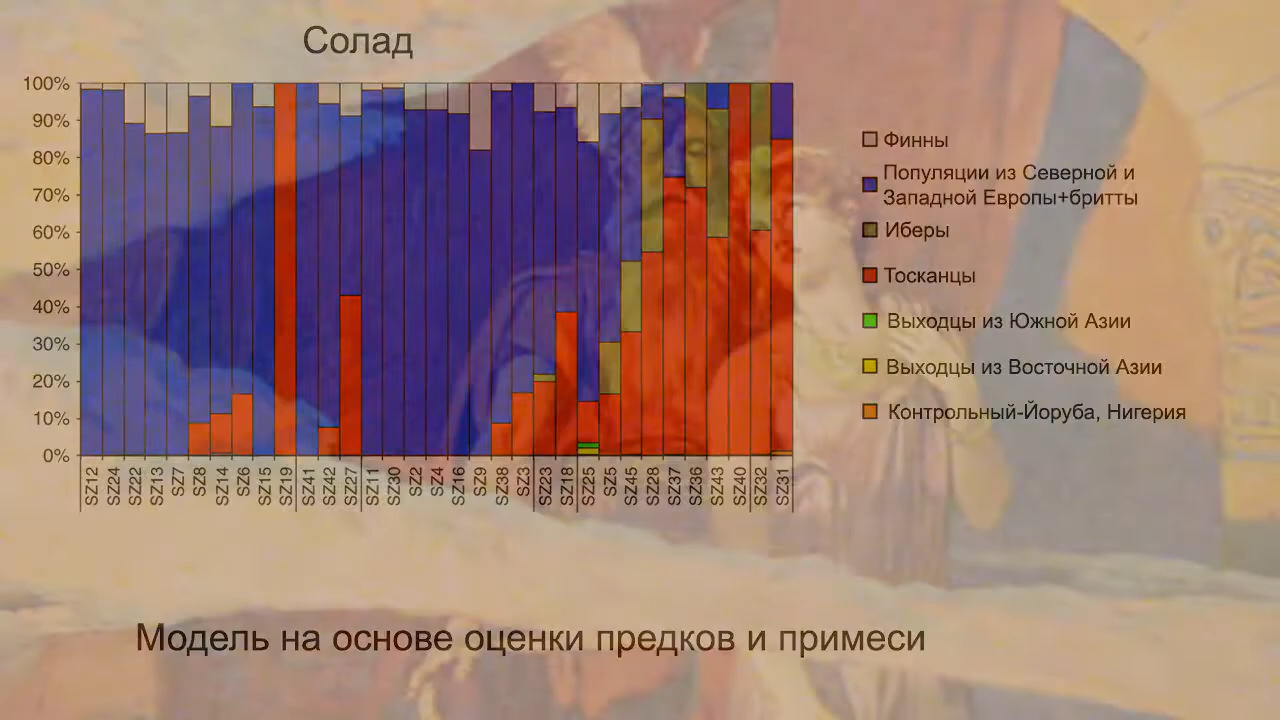 Солад
100%
90%
80%
70%
60%
50%
40%
30%
20%
10%
0%
SZ12
SZ24
SZ22
SZ13
SZ7
SZ8
SZ14
SZ6
SZ15
SZ19
SZ41
SZ42
SZ27
SZ11
SZ30
SZ2
SZ4
SZ16
SZ9
SZ38
SZ3
SZ23
SZ18
SZ25
SZ5
SZ45
SZ28
SZ37
SZ36
SZ43
SZ40
SZ32
SZ31
Финны
Популяции из Северной и
Западной Европы+бритты
Иберы
Тосканцы
Выходцы из Южной Азии
Выходцы из Восточной Азии
Контрольный-Йоруба, Нигерия
Модель на основе оценки предков и примеси